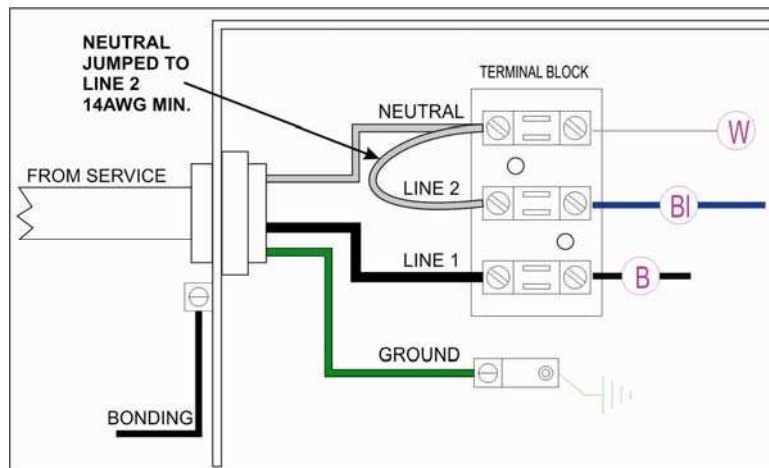 NEUTRAL
JUMPED TO
LINE 2
14AWG MIN.
TERMINAL BLOCK
NEUTRAL
W
FROM SERVICE
LINE 2
Bl
LINE 1
B
GROUND
BONDING